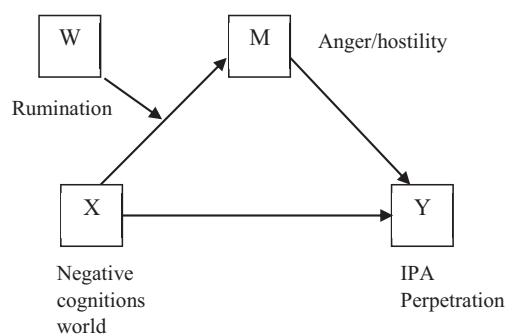 W
M
Anger/hostility
Rumination
X
Y
Negative
cognitions
world
IPA
Perpetration